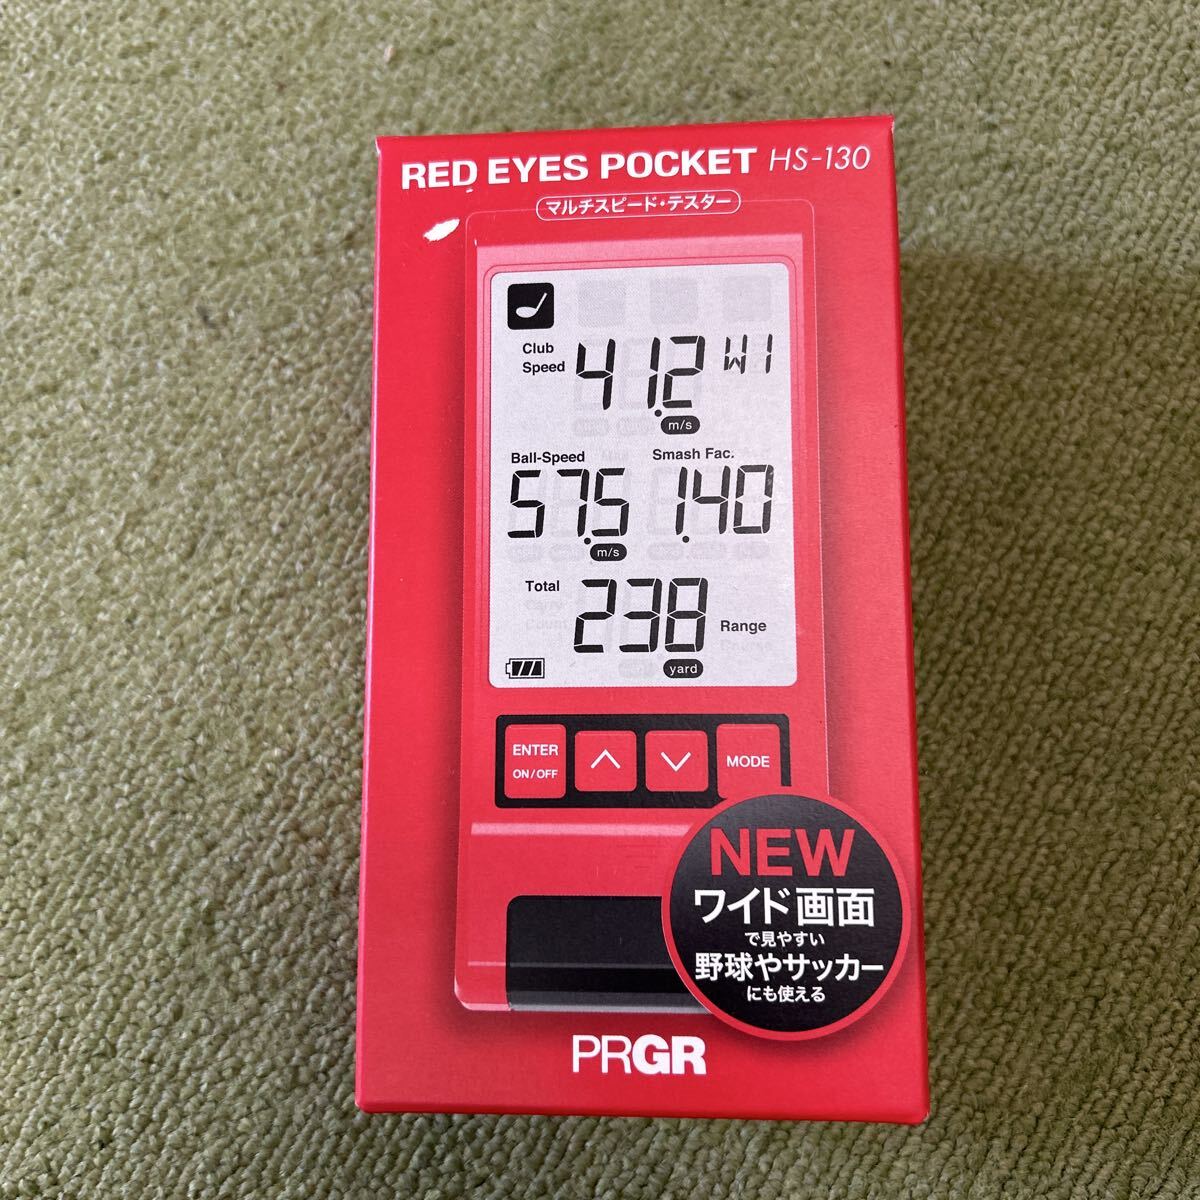 RED EYES POCKET HS-130
マルチスピード・テスター
Club
Speed
41.2 W1
m/s
Ball-Speed Smash Fac.
57.5 1.40
m/s
Total
238
Range
yard
ENTER
ON/OFF
MODE
NEW
ワイド画面
で見やすい
野球やサッカー
にも使える
PRGR